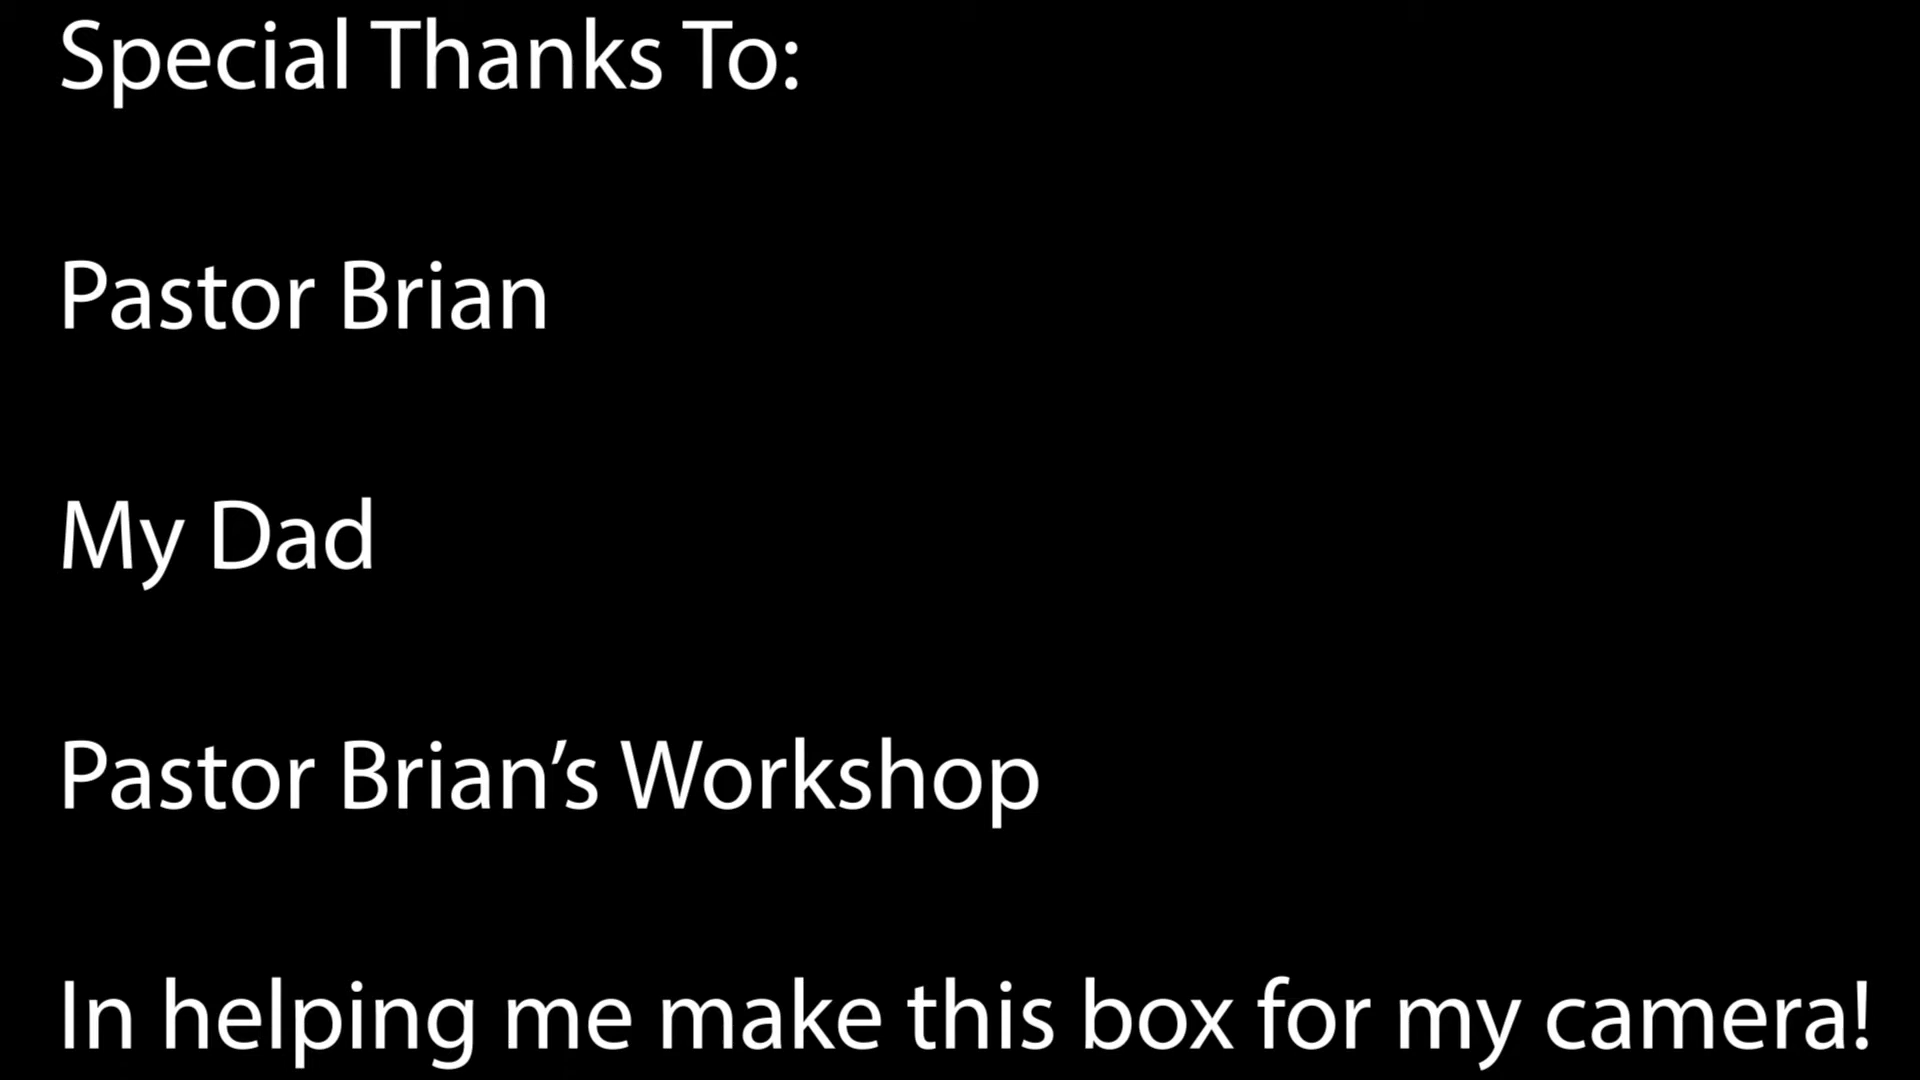 Special Thanks To:
Pastor Brian
My Dad
Pastor Brian’s Workshop
In helping me make this box for my camera!